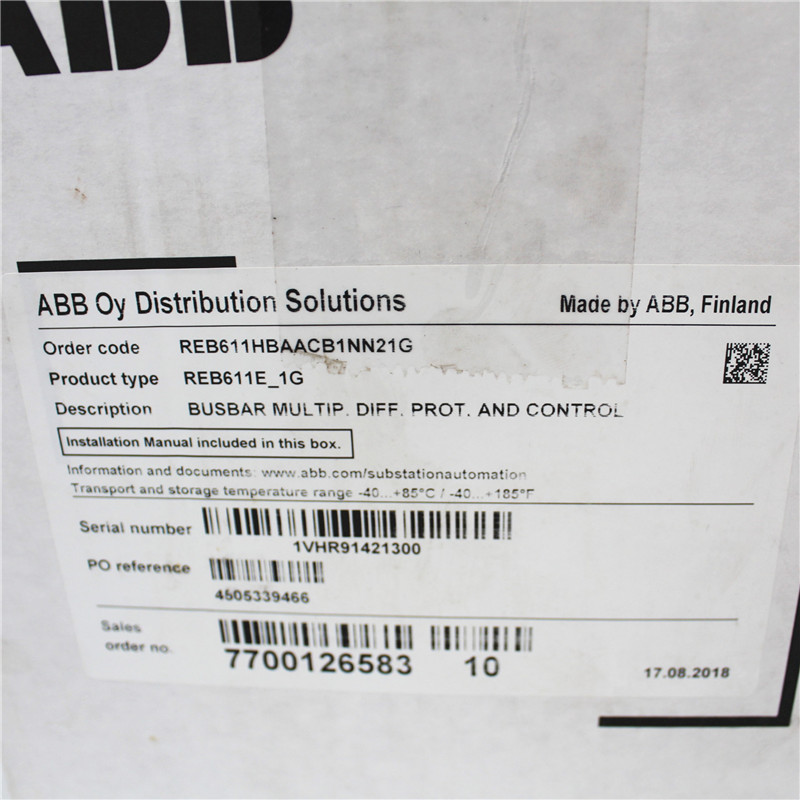 ABB
ABB Oy Distribution Solutions
Made by ABB, Finland
Order code REB611HBAACB1NN21G
Product type REB611E_1G
Description BUSBAR MULTIP. DIFF. PROT. AND CONTROL
Installation Manual included in this box.
Information and documents: www.abb.com/substationautomation
Transport and storage temperature range -40...+85°C / -40...+185°F
Serial number
1VHR91421300
PO reference
4505339466
Sales
order no.
7700126583 10
17.08.2018